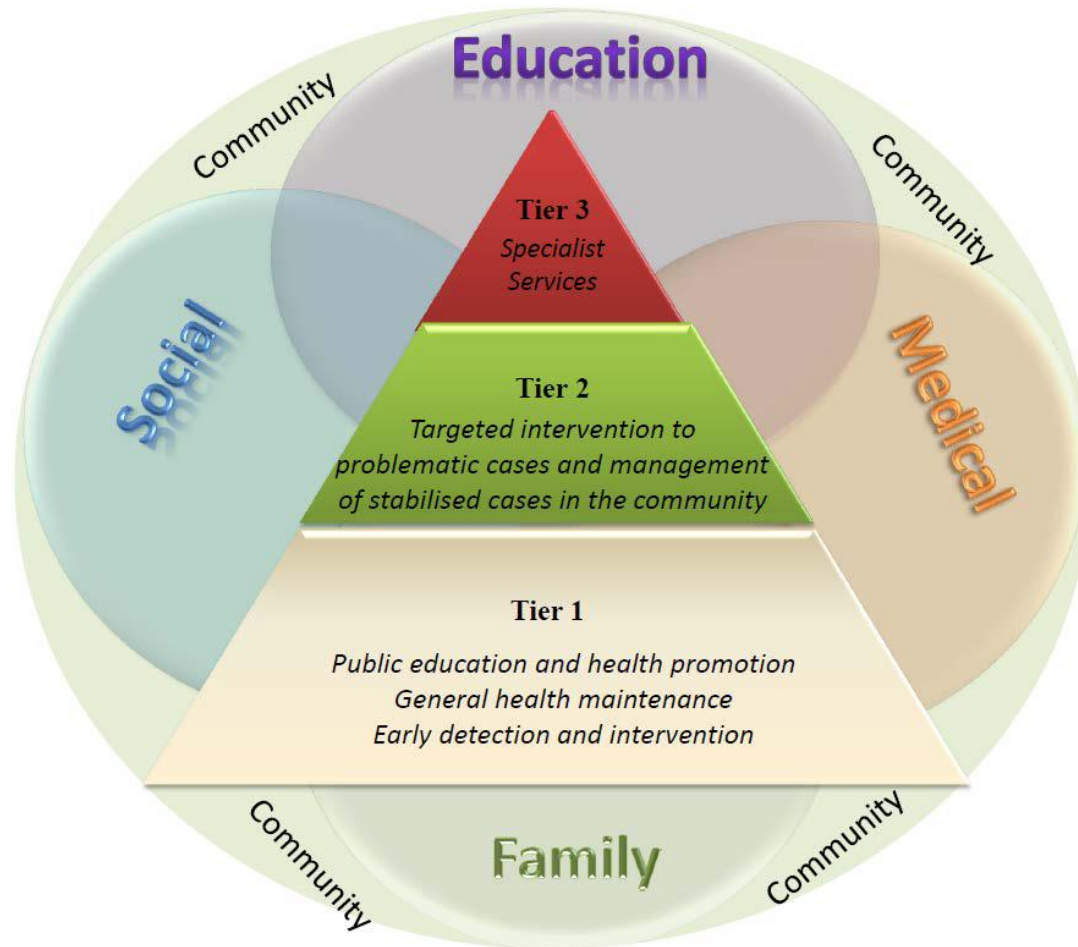 Education
Community
Community
Tier 3
Specialist
Services
Social
Medical
Tier 2
Targeted intervention to
problematic cases and management
of stabilised cases in the community
Tier 1
Public education and health promotion
General health maintenance
Early detection and intervention
Community
Community
Family